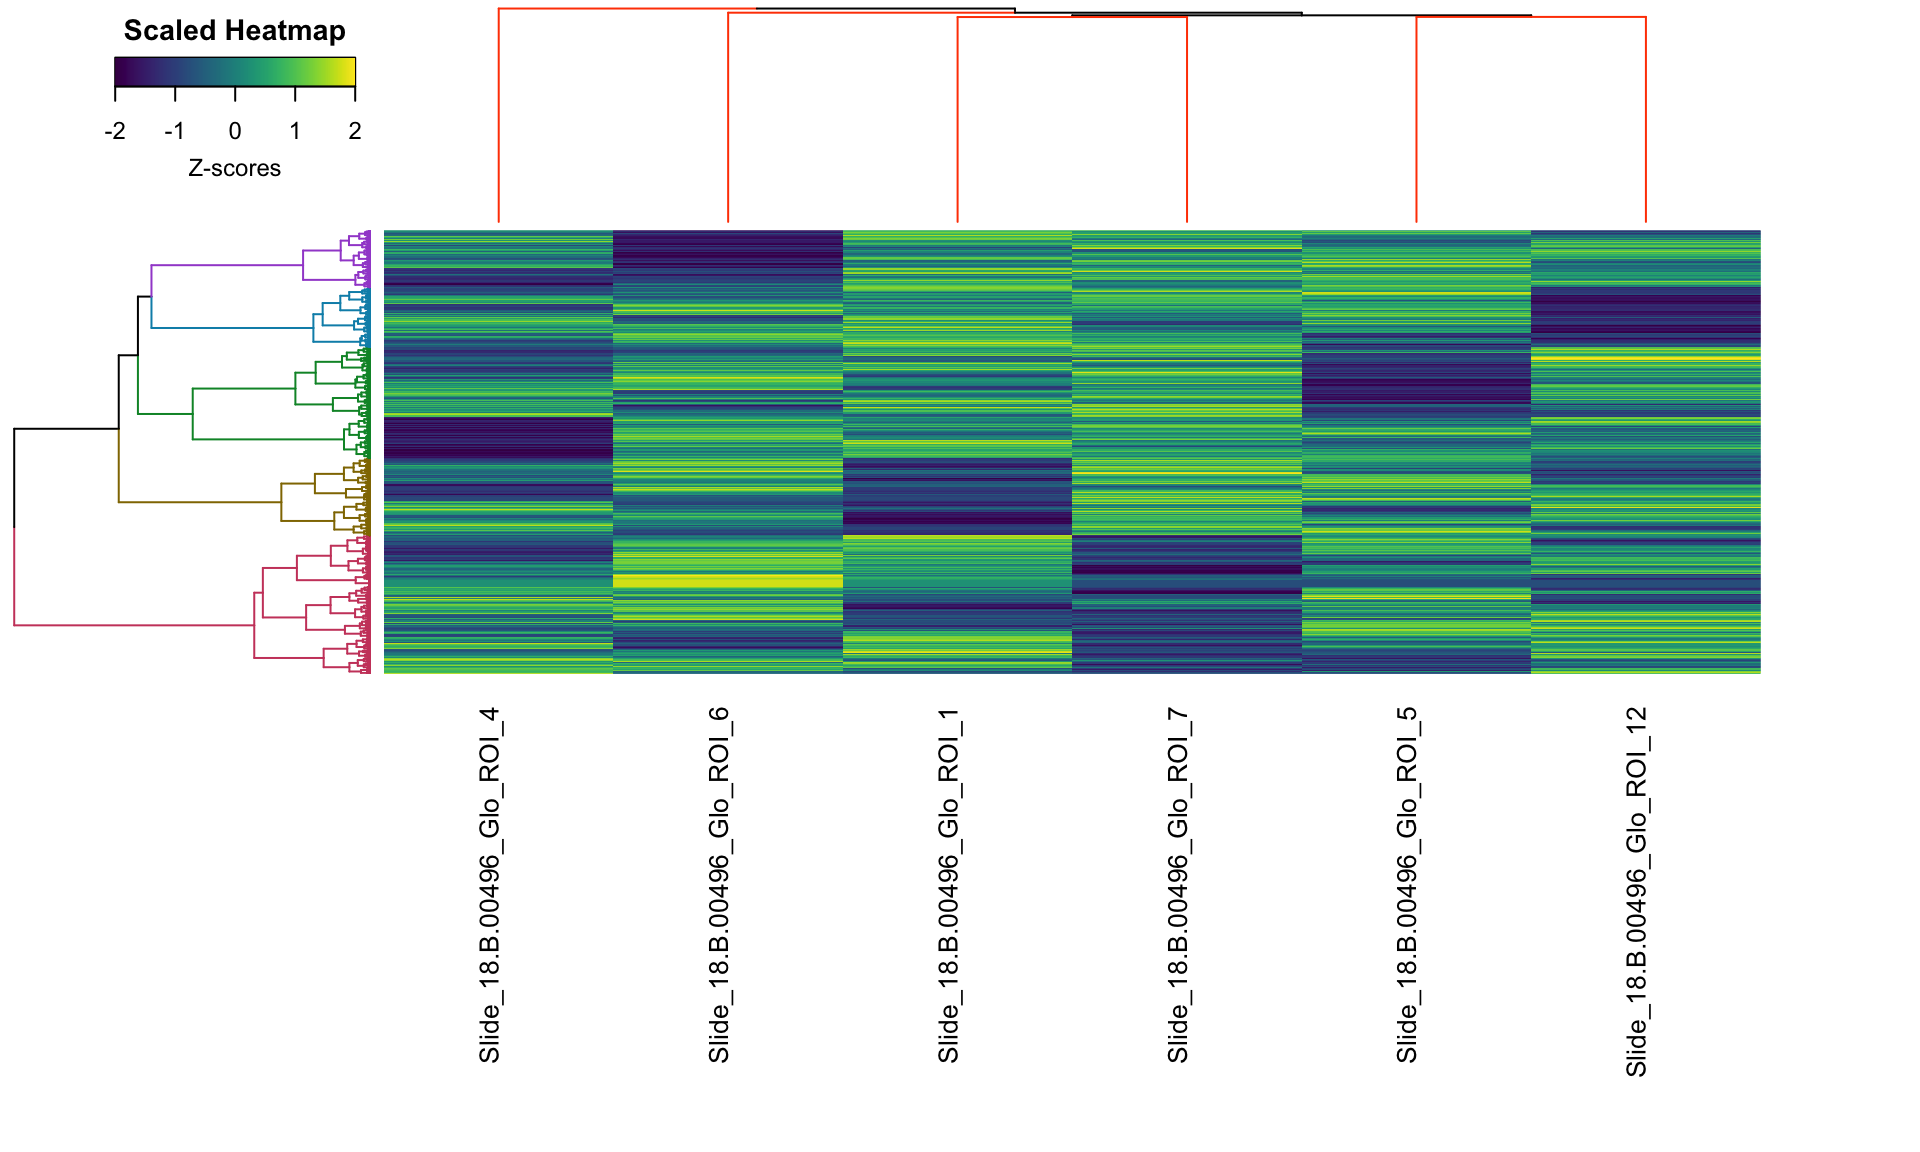 Scaled Heatmap
-2 -1 0 1 2
Z-scores
Slide_18.B.00496_Glo_ROI_4
Slide_18.B.00496_Glo_ROI_6
Slide_18.B.00496_Glo_ROI_1
Slide_18.B.00496_Glo_ROI_7
Slide_18.B.00496_Glo_ROI_5
Slide_18.B.00496_Glo_ROI_12